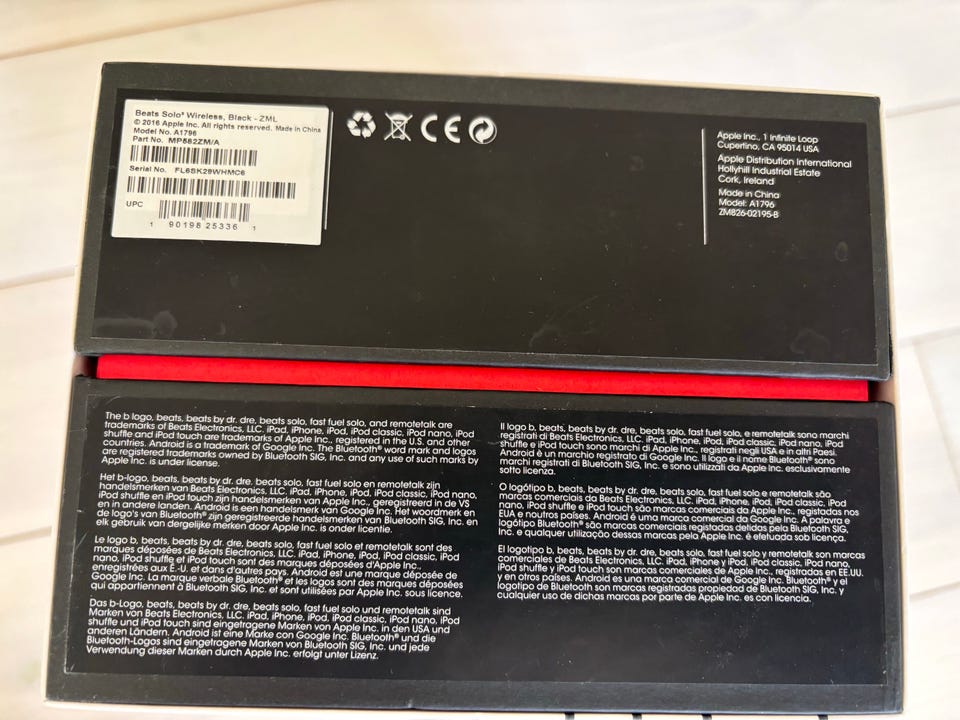 Beats Solo³ Wireless, Black - ZML
© 2016 Apple Inc. All rights reserved. Made in China
Model No. A1796
Part No. MP582ZM/A
Serial No. FL6SK29WHMC6
UPC
1 90198 25336 1
CE
Apple Inc., 1 Infinite Loop
Cupertino, CA 95014 USA
Apple Distribution International
Hollyhill Industrial Estate
Cork, Ireland
Made in China
Model: A1796
ZM826-02195-B
The b logo, beats, beats by dr. dre, beats solo, fast fuel solo, and remotetalk are
trademarks of Beats Electronics, LLC. iPad, iPhone, iPod, iPod classic, iPod nano, iPod
shuffle and iPod touch are trademarks of Apple Inc., registered in the U.S. and other
countries. Android is a trademark of Google Inc. The Bluetooth® word mark and logos
are registered trademarks owned by Bluetooth SIG, Inc. and any use of such marks by
Apple Inc. is under license.
Het b-logo, beats, beats by dr. dre, beats solo, fast fuel solo en remotetalk zijn
handelsmerken van Beats Electronics, LLC. iPad, iPhone, iPod, iPod classic, iPod nano,
iPod shuffle en iPod touch zijn handelsmerken van Apple Inc., geregistreerd in de VS
en in andere landen. Android is een handelsmerk van Google Inc. Het woordmerk en
de logo's van Bluetooth® zijn geregistreerde handelsmerken van Bluetooth SIG, Inc. en
elk gebruik van dergelijke merken door Apple Inc. is onder licentie.
Le logo b, beats, beats by dr. dre, beats solo, fast fuel solo et remotetalk sont des
marques déposées de Beats Electronics, LLC. iPad, iPhone, iPod, iPod classic, iPod
nano, iPod shuffle et iPod touch sont des marques déposées d'Apple Inc.,
enregistrées aux É.-U. et dans d'autres pays. Android est une marque déposée de
Google Inc. La marque verbale Bluetooth® et les logos sont des marques déposées
qui appartiennent à Bluetooth SIG, Inc. et sont utilisées par Apple Inc. sous licence.
Das b-Logo, beats, beats by dr. dre, beats solo, fast fuel solo und remotetalk sind
Marken von Beats Electronics, LLC. iPad, iPhone, iPod, iPod classic, iPod nano, iPod
shuffle und iPod touch sind eingetragene Marken von Apple Inc. in den USA und
anderen Ländern. Android ist eine Marke von Google Inc. Bluetooth® und die
Bluetooth-Logos sind eingetragene Marken von Bluetooth SIG, Inc. und jede
Verwendung dieser Marken durch Apple Inc. erfolgt unter Lizenz.
Il logo b, beats, beats by dr. dre, beats solo, fast fuel solo, e remotetalk sono marchi
registrati di Beats Electronics, LLC. iPad, iPhone, iPod, iPod classic, iPod nano, iPod
shuffle e iPod touch sono marchi di Apple Inc., registrati negli USA e in altri Paesi.
Android è un marchio registrato di Google Inc. Il logo e il nome Bluetooth® sono
marchi registrati di Bluetooth SIG, Inc. e sono utilizzati da Apple Inc. esclusivamente
sotto licenza.
O logótipo b, beats, beats by dr. dre, beats solo, fast fuel solo e remotetalk são
marcas comerciais da Beats Electronics, LLC. iPad, iPhone, iPod, iPod classic, iPod
nano, iPod shuffle e iPod touch são marcas comerciais da Apple Inc., registadas nos
EUA e noutros países. Android é uma marca comercial da Google Inc. A palavra e
logótipo Bluetooth® são marcas comerciais registadas detidas pela Bluetooth SIG,
Inc. e qualquer utilização dessas marcas pela Apple Inc. é efetuada sob licença.
El logotipo b, beats, beats by dr. dre, beats solo, fast fuel solo y remotetalk son marcas
comerciales de Beats Electronics, LLC. iPad, iPhone y iPod, iPod classic, iPod nano,
iPod shuffle y iPod touch son marcas comerciales de Apple Inc., registradas en EE.UU.
y en otros países. Android es una marca comercial de Google Inc. Bluetooth® y el
logotipo de Bluetooth son marcas registradas propiedad de Bluetooth SIG, Inc. y
cualquier uso de dichas marcas por parte de Apple Inc. es con licencia.